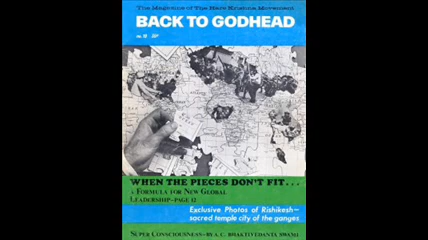 The Magazine of The Hare Krishna Movement
BACK TO GODHEAD
WHEN THE PIECES DON'T FIT...
A FORMULA FOR NEW GLOBAL
LEADERSHIP–PAGE 12
Exclusive Photos of Rishikesh—
sacred temple city of the ganges
SUPER CONSCIOUSNESS—BY A. C. BHAKTIVEDANTA SWAMI